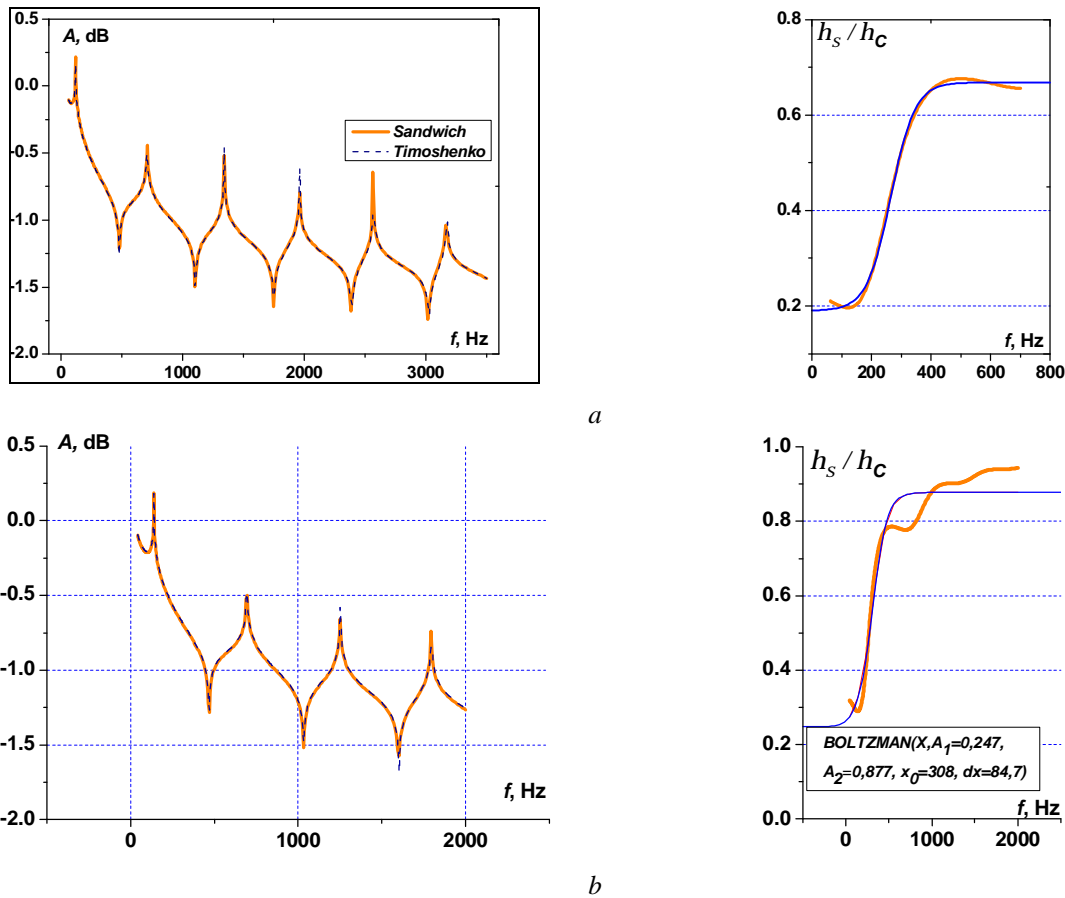 0.5
A, dB
0.0
-0.5
-1.0
-1.5
-2.0
Sandwich
Timoshenko
f, Hz
0 1000 2000 3000
0.8
h_S / h_C
0.6
0.4
0.2
f, Hz
0 200 400 600 800
a
0.5
A, dB
0.0
-0.5
-1.0
-1.5
-2.0
f, Hz
0 1000 2000
1.0
h_S / h_C
0.8
0.6
0.4
0.2
0.0
BOLTZMAN(X,A_1=0,247,
A_2=0,877, x_0=308, dx=84,7)
f, Hz
0 1000 2000
b